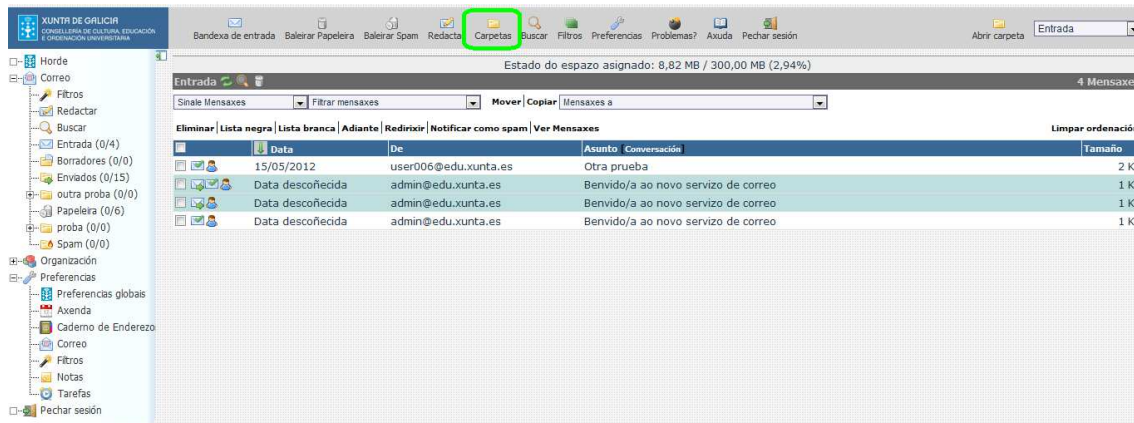 XUNTA DE GALICIA
CONSELLERÍA DE CULTURA, EDUCACIÓN
E ORDENACIÓN UNIVERSITARIA
Bandexa de entrada Baleirar Papeleira Baleirar Spam Redacta Carpetas Buscar Filtros Preferencias Problemas? Axuda Pechar sesión Abrir carpeta Entrada
Estado do espazo asignado: 8,82 MB / 300,00 MB (2,94%)
Entrada 4 Mensaxe
Sinale Mensaxes Filtrar mensaxes Mover Copiar Mensaxes a
Eliminar Lista negra Lista branca Adiante Redirixir Notificar como spam Ver Mensaxes Limpar ordenació
Data De Asunto [Conversación] Tamaño
15/05/2012 user006@edu.xunta.es Otra prueba 2 K
Data descoñecida admin@edu.xunta.es Benvido/a ao novo servizo de correo 1 K
Data descoñecida admin@edu.xunta.es Benvido/a ao novo servizo de correo 1 K
Data descoñecida admin@edu.xunta.es Benvido/a ao novo servizo de correo 1 K
Horde
Correo
Filtros
Redactar
Buscar
Entrada (0/4)
Borradores (0/0)
Enviados (0/15)
outra proba (0/0)
Papeleira (0/6)
proba (0/0)
Spam (0/0)
Organización
Preferencias
Preferencias globais
Axenda
Caderno de Enderezo
Correo
Filtros
Notas
Tarefas
Pechar sesión